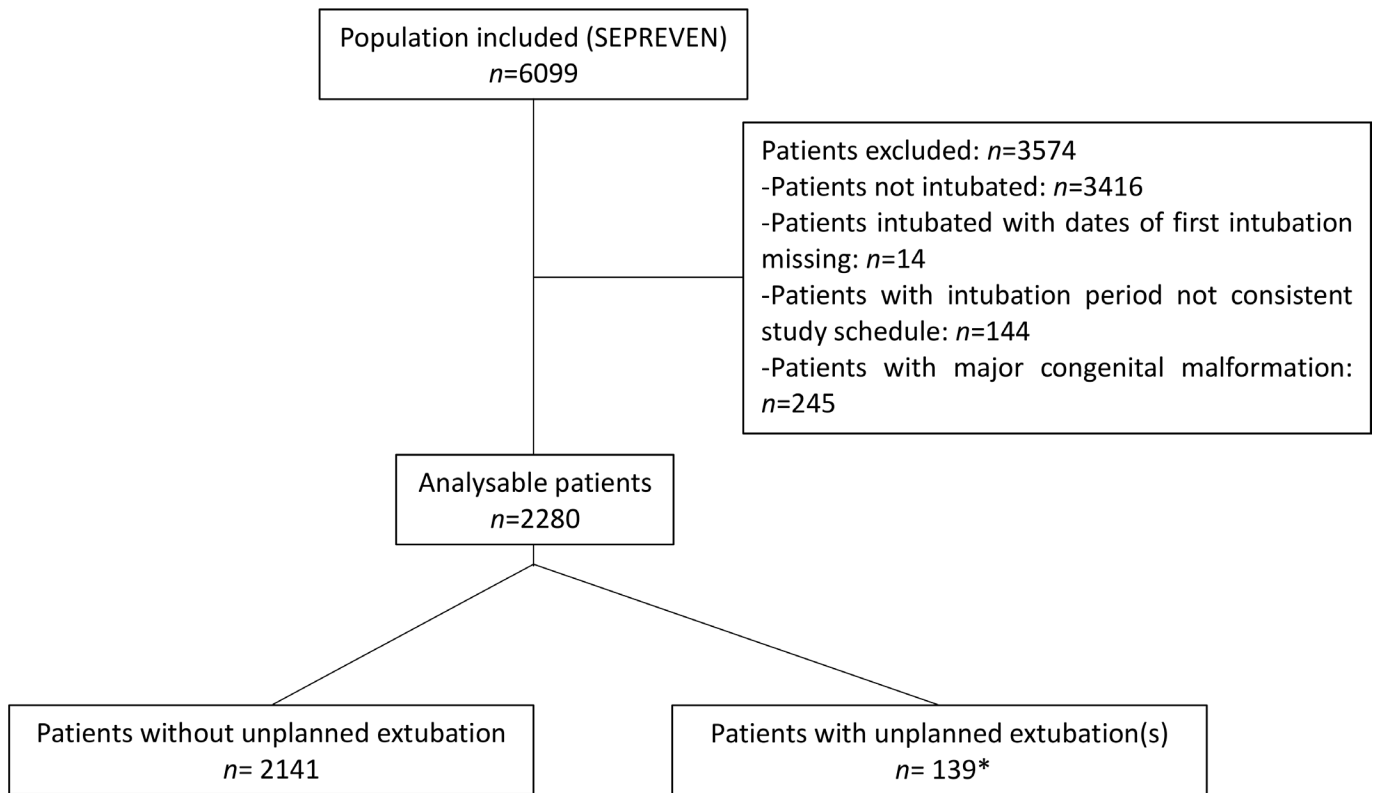 Population included (SEPREVEN)
n=6099
Patients excluded: n=3574
-Patients not intubated: n=3416
-Patients intubated with dates of first intubation
missing: n=14
-Patients with intubation period not consistent
study schedule: n=144
-Patients with major congenital malformation:
n=245
Analysable patients
n=2280
Patients without unplanned extubation
n= 2141
Patients with unplanned extubation(s)
n= 139*